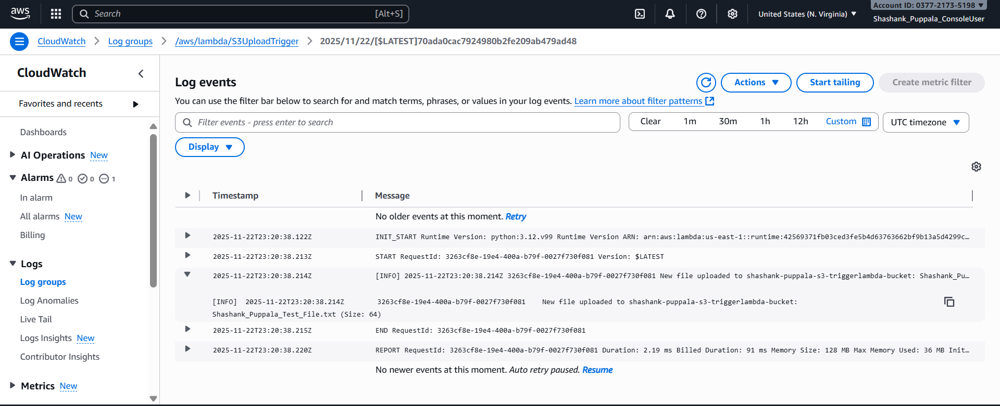 aws
Search [Alt+S]
United States (N. Virginia)
Account ID: 0377-2173-5198
Shashank_Puppala_ConsoleUser
CloudWatch
Log groups
/aws/lambda/S3UploadTrigger
2025/11/22/[$LATEST]70ada0cac7924980b2fe209ab479ad48
CloudWatch
Favorites and recents
Dashboards
AI Operations New
Alarms 0 0 1
In alarm
All alarms New
Billing
Logs
Log groups
Log Anomalies
Live Tail
Logs Insights New
Contributor Insights
Metrics New
Log events
Actions
Start tailing
Create metric filter
You can use the filter bar below to search for and match terms, phrases, or values in your log events. Learn more about filter patterns
Filter events - press enter to search
Clear 1m 30m 1h 12h Custom
UTC timezone
Display
Timestamp Message
No older events at this moment. Retry
2025-11-22T23:20:38.122Z INIT_START Runtime Version: python:3.12.v99 Runtime Version ARN: arn:aws:lambda:us-east-1::runtime:42569371fb03ced3fe5b4d63763662bf9b13a5d4299c…
2025-11-22T23:20:38.213Z START RequestId: 3263cf8e-19e4-400a-b79f-0027f730f081 Version: $LATEST
2025-11-22T23:20:38.214Z [INFO] 2025-11-22T23:20:38.214Z 3263cf8e-19e4-400a-b79f-0027f730f081 New file uploaded to shashank-puppala-s3-triggerlambda-bucket: Shashank_Pu…
[INFO] 2025-11-22T23:20:38.214Z 3263cf8e-19e4-400a-b79f-0027f730f081 New file uploaded to shashank-puppala-s3-triggerlambda-bucket:
Shashank_Puppala_Test_File.txt (Size: 64)
2025-11-22T23:20:38.215Z END RequestId: 3263cf8e-19e4-400a-b79f-0027f730f081
2025-11-22T23:20:38.220Z REPORT RequestId: 3263cf8e-19e4-400a-b79f-0027f730f081 Duration: 2.19 ms Billed Duration: 91 ms Memory Size: 128 MB Max Memory Used: 36 MB Init…
No newer events at this moment. Auto retry paused. Resume